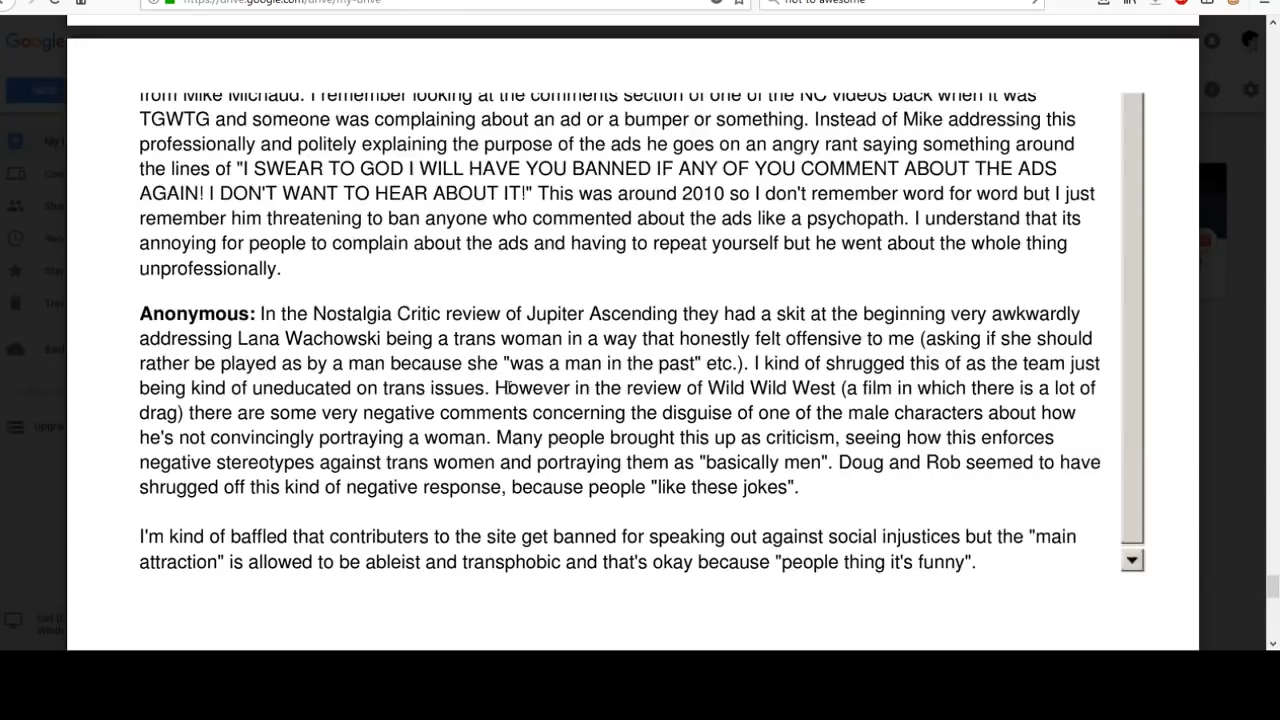 https://drive.google.com/drive/my-drive
not to awesome
Google
from Mike Michaud. I remember looking at the comments section of one of the NC videos back when it was
TGWTG and someone was complaining about an ad or a bumper or something. Instead of Mike addressing this
professionally and politely explaining the purpose of the ads he goes on an angry rant saying something around
the lines of "I SWEAR TO GOD I WILL HAVE YOU BANNED IF ANY OF YOU COMMENT ABOUT THE ADS
AGAIN! I DON'T WANT TO HEAR ABOUT IT!" This was around 2010 so I don't remember word for word but I just
remember him threatening to ban anyone who commented about the ads like a psychopath. I understand that its
annoying for people to complain about the ads and having to repeat yourself but he went about the whole thing
unprofessionally.
Anonymous: In the Nostalgia Critic review of Jupiter Ascending they had a skit at the beginning very awkwardly
addressing Lana Wachowski being a trans woman in a way that honestly felt offensive to me (asking if she should
rather be played as by a man because she "was a man in the past" etc.). I kind of shrugged this of as the team just
being kind of uneducated on trans issues. However in the review of Wild Wild West (a film in which there is a lot of
drag) there are some very negative comments concerning the disguise of one of the male characters about how
he's not convincingly portraying a woman. Many people brought this up as criticism, seeing how this enforces
negative stereotypes against trans women and portraying them as "basically men". Doug and Rob seemed to have
shrugged off this kind of negative response, because people "like these jokes".
I'm kind of baffled that contributers to the site get banned for speaking out against social injustices but the "main
attraction" is allowed to be ableist and transphobic and that's okay because "people thing it's funny".